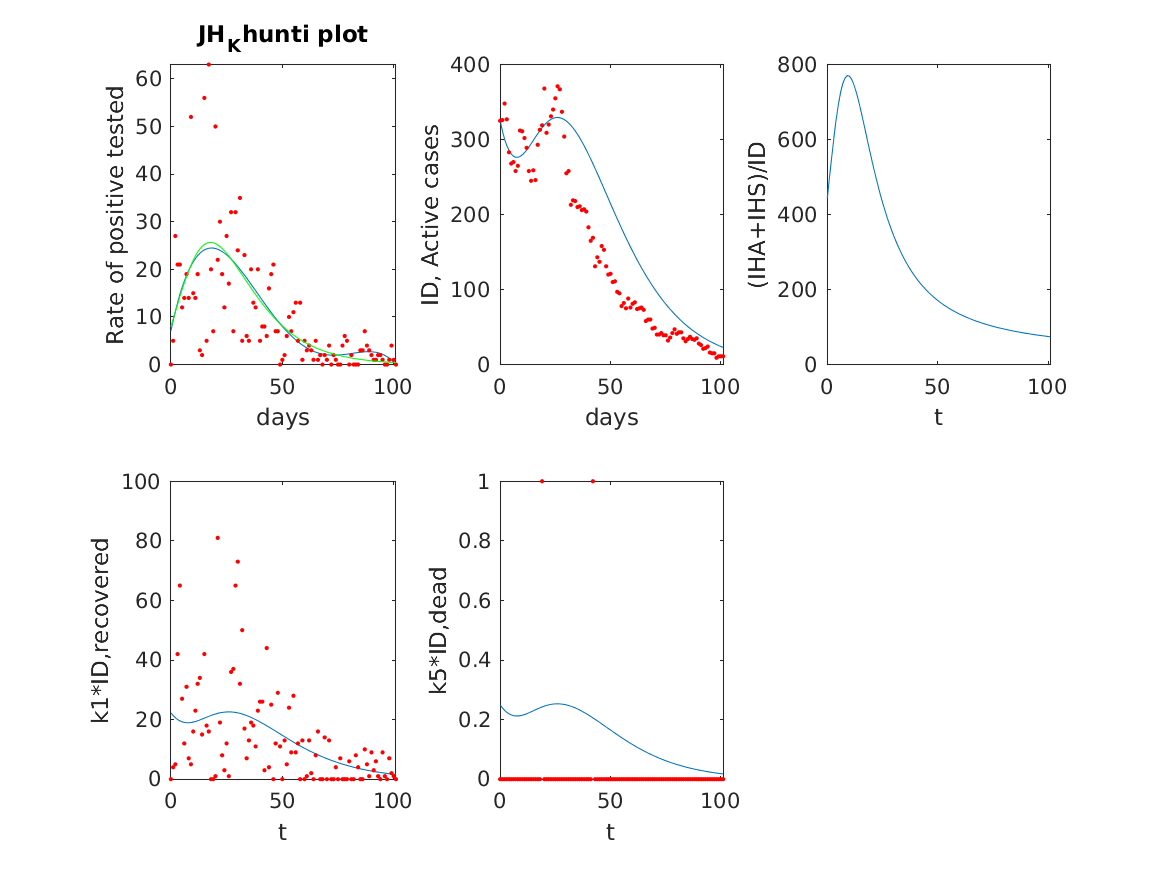 JH_Khunti plot
Rate of positive tested
60
50
40
30
20
10
0
0 50 100
days
ID, Active cases
400
300
200
100
0
0 50 100
days
(IHA+IHS)/ID
800
600
400
200
0
0 50 100
t
k1*ID,recovered
100
80
60
40
20
0
0 50 100
t
k5*ID,dead
1
0.8
0.6
0.4
0.2
0
0 50 100
t